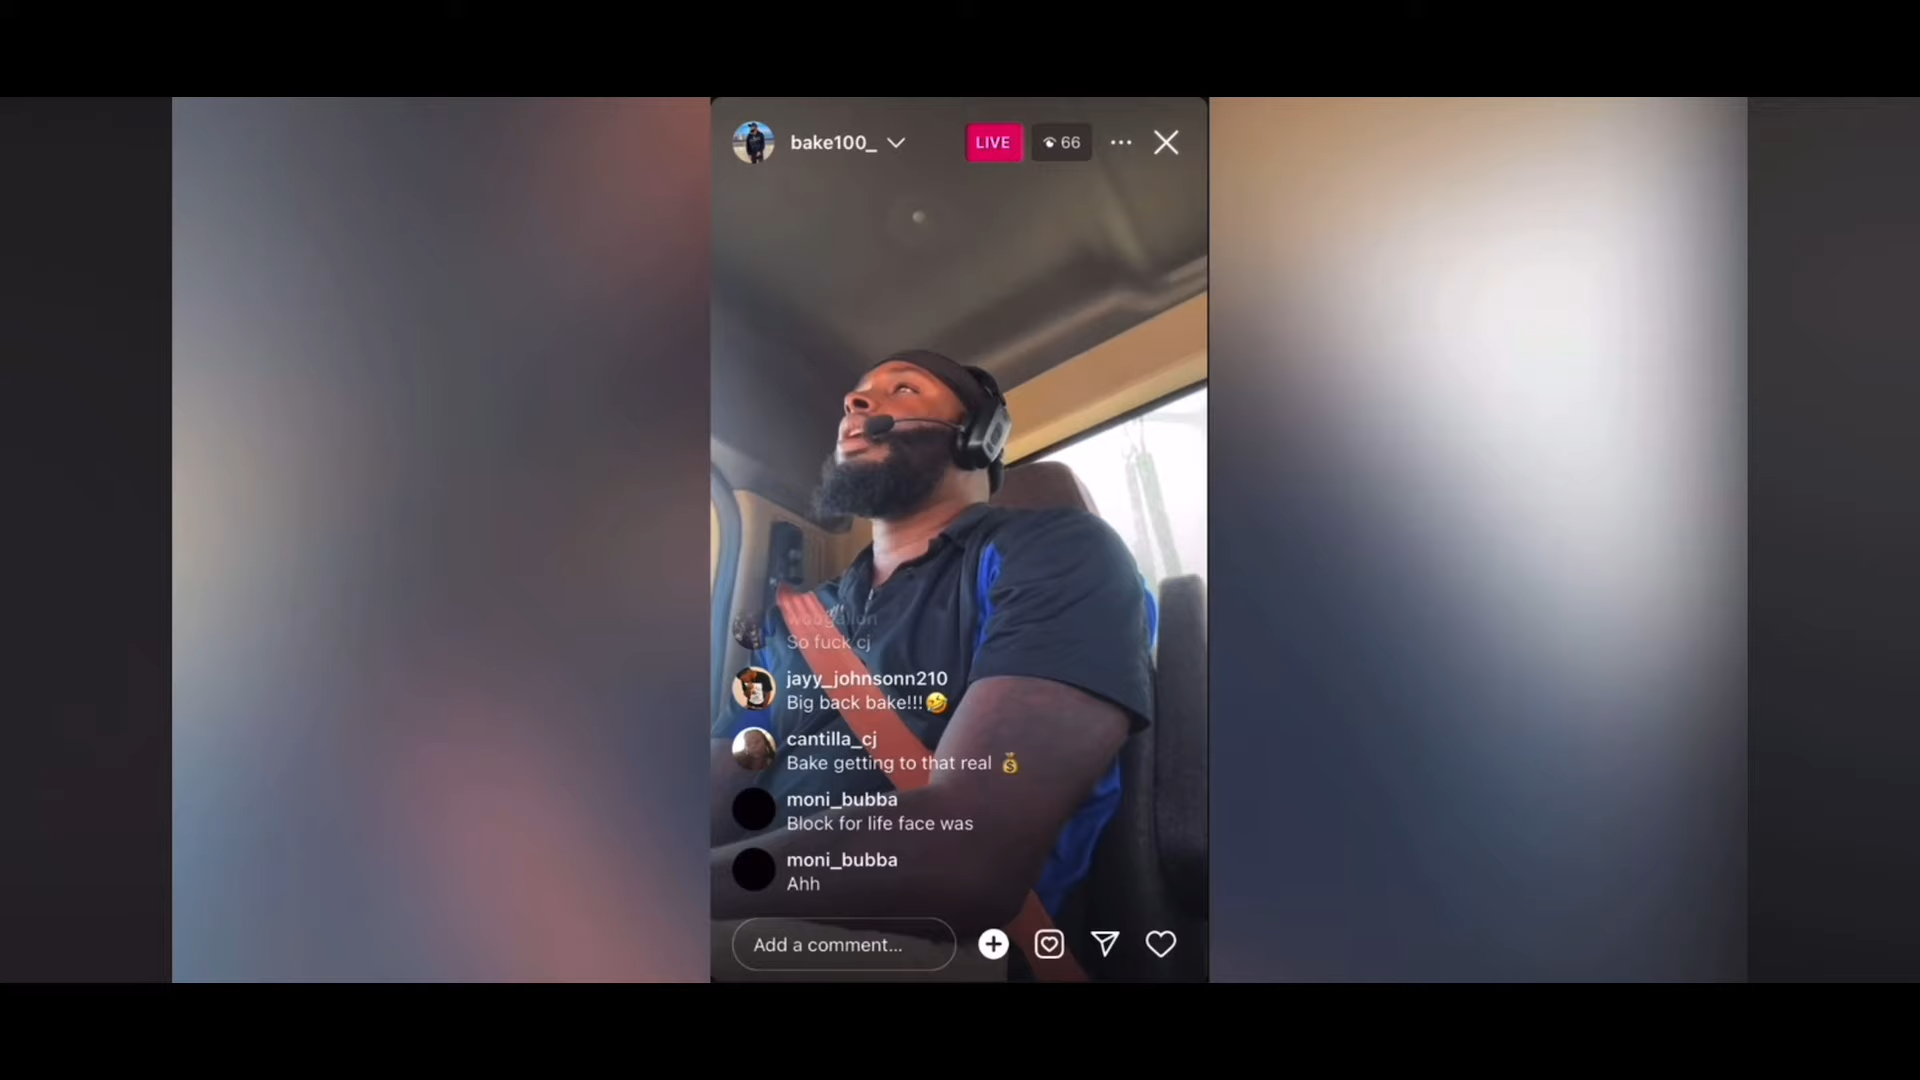 bake100_
LIVE
66
So fuck cj
jayy_johnsonn210
Big back bake!!!🤣
cantilla_cj
Bake getting to that real 💰
moni_bubba
Block for life face was
moni_bubba
Ahh
Add a comment...